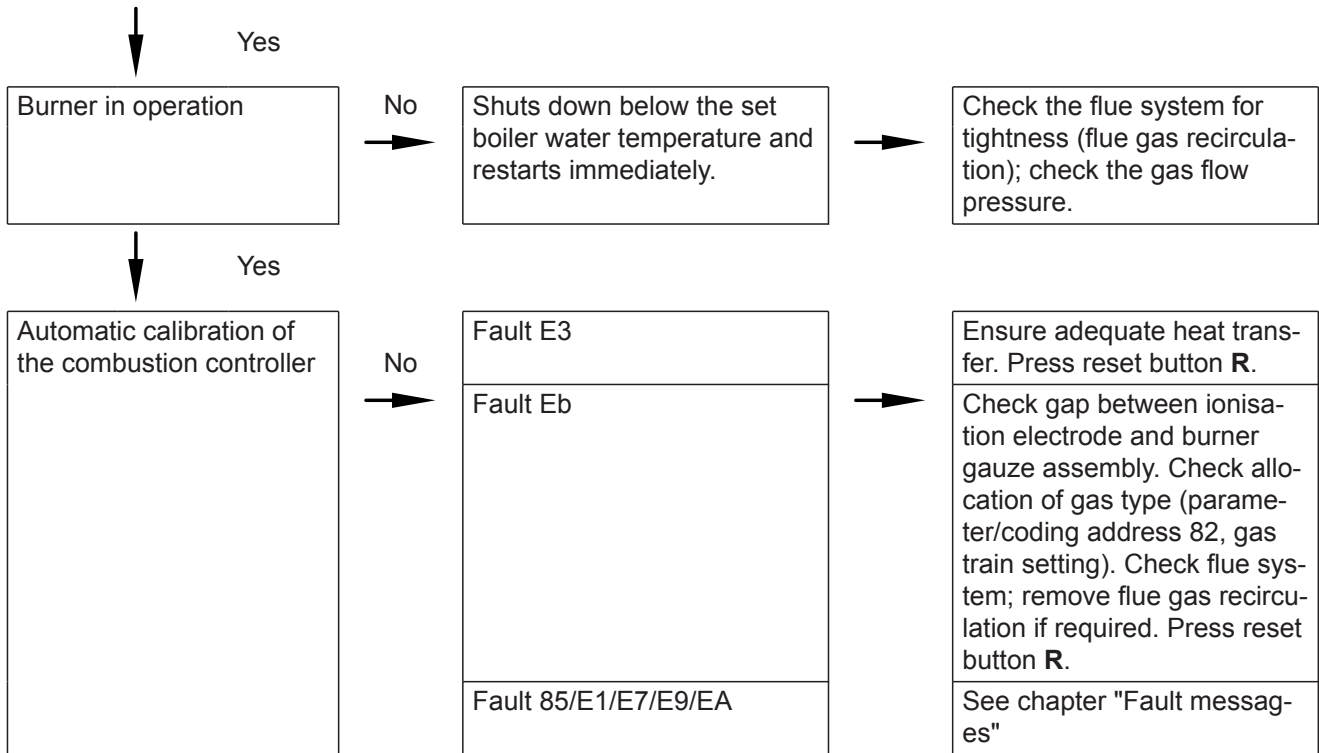 Yes
Burner in operation
No
Shuts down below the set
boiler water temperature and
restarts immediately.
Check the flue system for
tightness (flue gas recircula-
tion); check the gas flow
pressure.
Yes
Automatic calibration of
the combustion controller
No
Fault E3
Ensure adequate heat trans-
fer. Press reset button R.
Fault Eb
Check gap between ionisa-
tion electrode and burner
gauze assembly. Check allo-
cation of gas type (parame-
ter/coding address 82, gas
train setting). Check flue sys-
tem; remove flue gas recircu-
lation if required. Press reset
button R.
Fault 85/E1/E7/E9/EA
See chapter "Fault messag-
es"